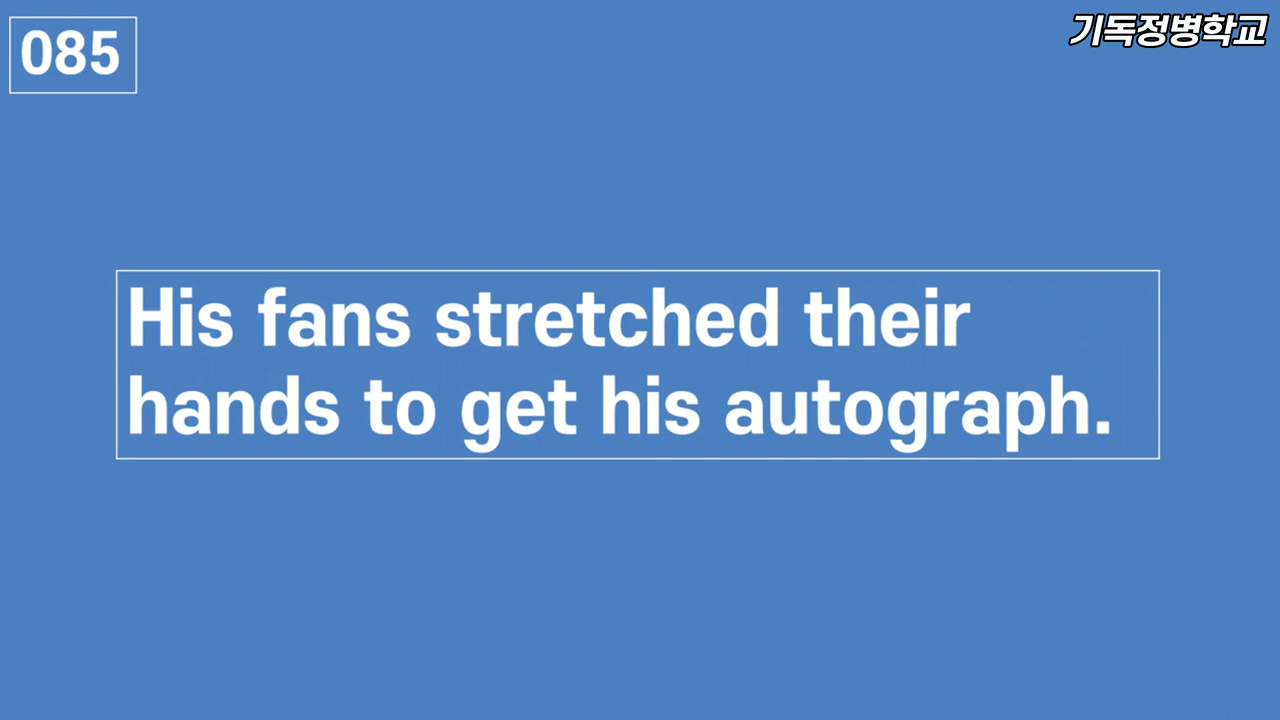 085
기독정병학교
His fans stretched their
hands to get his autograph.